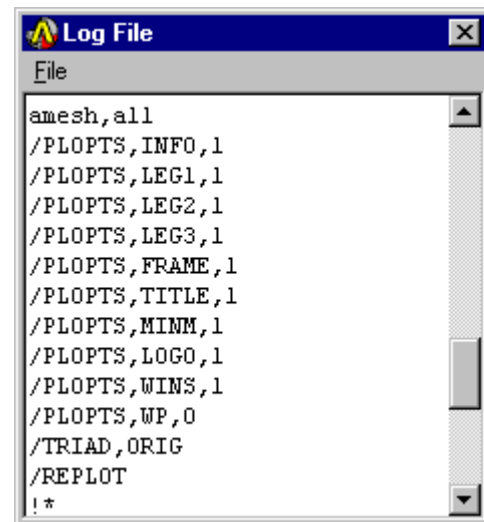 Log File
File
amesh,all
/PLOPTS,INFO,1
/PLOPTS,LEG1,1
/PLOPTS,LEG2,1
/PLOPTS,LEG3,1
/PLOPTS,FRAME,1
/PLOPTS,TITLE,1
/PLOPTS,MINM,1
/PLOPTS,LOGO,1
/PLOPTS,WINS,1
/PLOPTS,WP,0
/TRIAD,ORIG
/REPLOT
!*